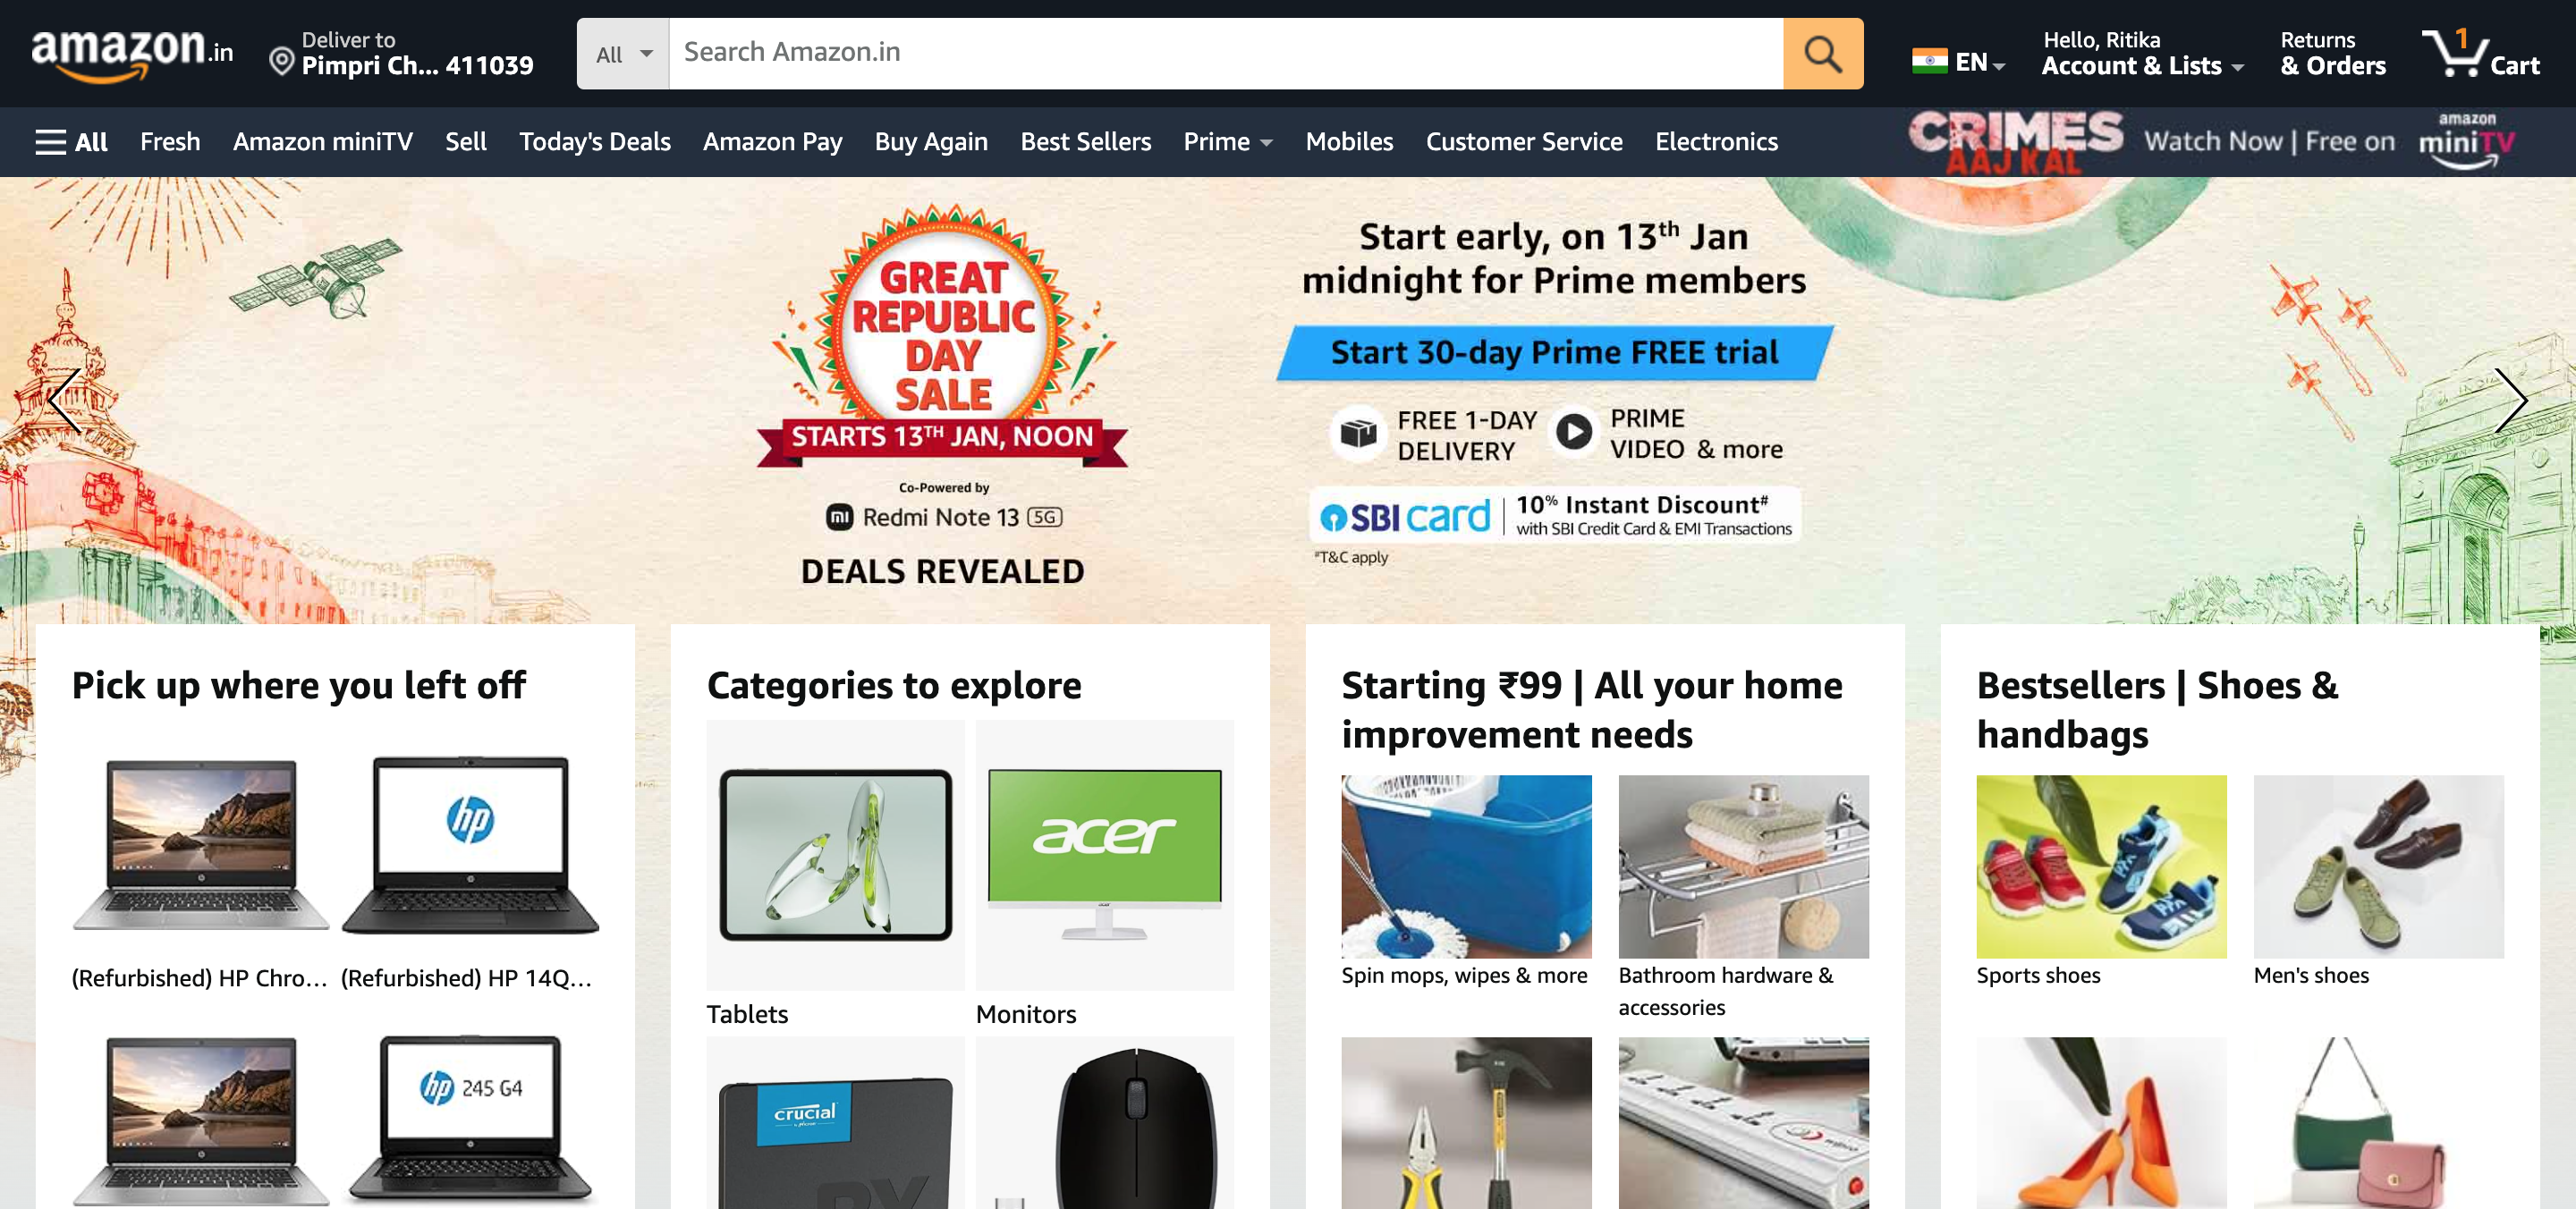 amazon.in
Deliver to
Pimpri Ch... 411039
All
Search Amazon.in
EN
Hello, Ritika
Account & Lists
Returns
& Orders
1
Cart
All
Fresh
Amazon miniTV
Sell
Today's Deals
Amazon Pay
Buy Again
Best Sellers
Prime
Mobiles
Customer Service
Electronics
CRIMES
AAJ KAL
Watch Now | Free on
amazon
miniTV
GREAT
REPUBLIC
DAY
SALE
STARTS 13TH JAN, NOON
Co-Powered by
mi Redmi Note 13 5G
DEALS REVEALED
Start early, on 13th Jan
midnight for Prime members
Start 30-day Prime FREE trial
FREE 1-DAY
DELIVERY
PRIME
VIDEO & more
SBI card
10% Instant Discount#
with SBI Credit Card & EMI Transactions
#T&C apply
Pick up where you left off
hp
(Refurbished) HP Chro...
(Refurbished) HP 14Q...
hp 245 G4
Categories to explore
acer
Tablets
Monitors
crucial
Starting ₹99 | All your home
improvement needs
Spin mops, wipes & more
Bathroom hardware &
accessories
wipro
Bestsellers | Shoes &
handbags
Sports shoes
Men's shoes